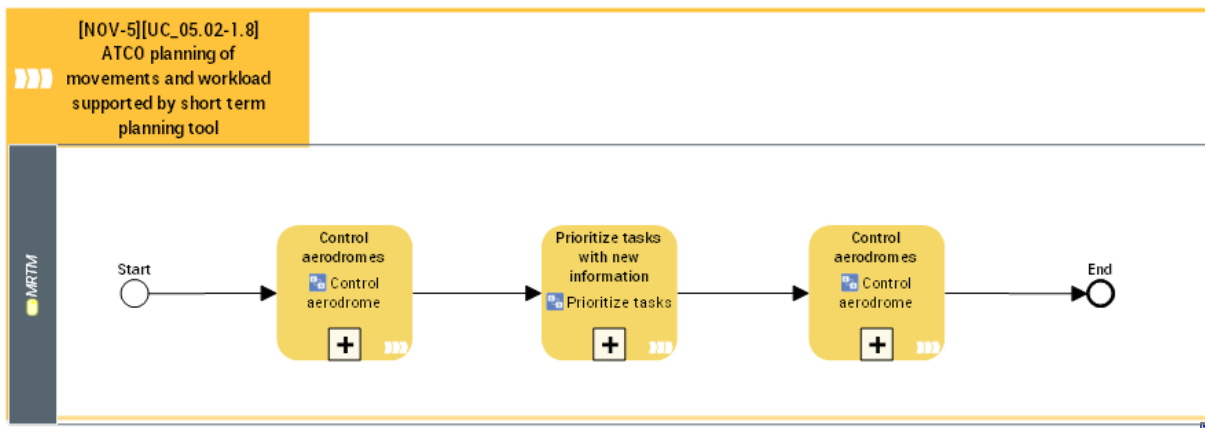 [NOV-5][UC_05.02-1.8]
ATCO planning of
movements and workload
supported by short term
planning tool
MRTM
Start
Control
aerodromes
Control
aerodrome
Prioritize tasks
with new
information
Prioritize tasks
Control
aerodromes
Control
aerodrome
End